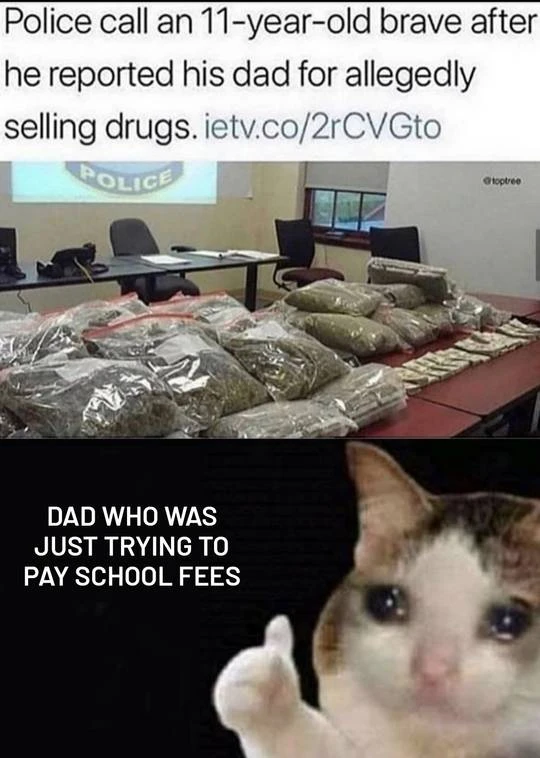 Police call an 11-year-old brave after
he reported his dad for allegedly
selling drugs. ietv.co/2rCVGto
POLICE
@toptree
DAD WHO WAS
JUST TRYING TO
PAY SCHOOL FEES